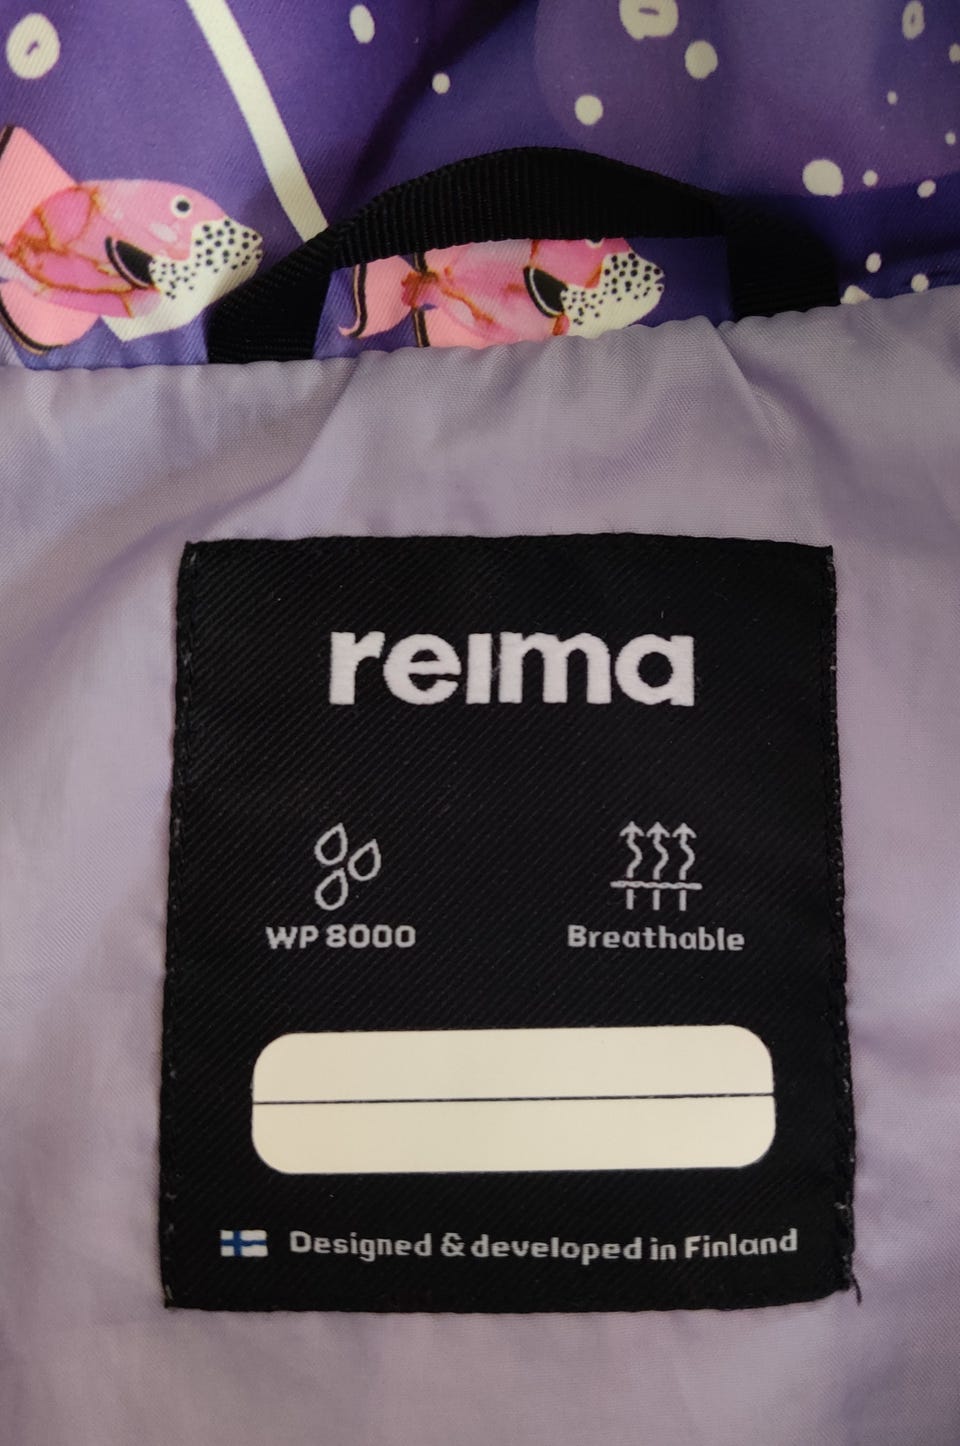 reima
WP 8000
Breathable
Designed & developed in Finland